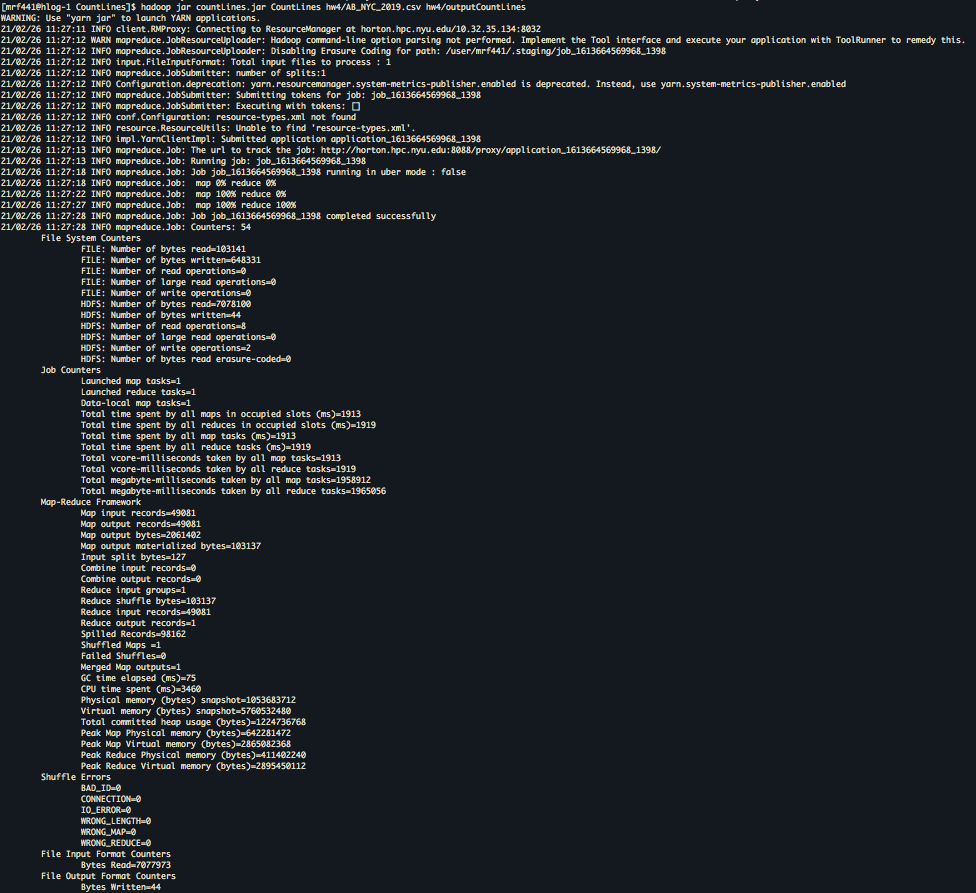 [mrf441@hlog-1 CountLines]$ hadoop jar countLines.jar CountLines hw4/AB_NYC_2019.csv hw4/outputCountLines
WARNING: Use "yarn jar" to launch YARN applications.
21/02/26 11:27:11 INFO client.RMProxy: Connecting to ResourceManager at horton.hpc.nyu.edu/10.32.35.134:8032
21/02/26 11:27:12 WARN mapreduce.JobResourceUploader: Hadoop command-line option parsing not performed. Implement the Tool interface and execute your application with ToolRunner to remedy this.
21/02/26 11:27:12 INFO mapreduce.JobResourceUploader: Disabling Erasure Coding for path: /user/mrf441/.staging/job_1613664569968_1398
21/02/26 11:27:12 INFO input.FileInputFormat: Total input files to process : 1
21/02/26 11:27:12 INFO mapreduce.JobSubmitter: number of splits:1
21/02/26 11:27:12 INFO Configuration.deprecation: yarn.resourcemanager.system-metrics-publisher.enabled is deprecated. Instead, use yarn.system-metrics-publisher.enabled
21/02/26 11:27:12 INFO mapreduce.JobSubmitter: Submitting tokens for job: job_1613664569968_1398
21/02/26 11:27:12 INFO mapreduce.JobSubmitter: Executing with tokens: []
21/02/26 11:27:12 INFO conf.Configuration: resource-types.xml not found
21/02/26 11:27:12 INFO resource.ResourceUtils: Unable to find 'resource-types.xml'.
21/02/26 11:27:12 INFO impl.YarnClientImpl: Submitted application application_1613664569968_1398
21/02/26 11:27:13 INFO mapreduce.Job: The url to track the job: http://horton.hpc.nyu.edu:8088/proxy/application_1613664569968_1398/
21/02/26 11:27:13 INFO mapreduce.Job: Running job: job_1613664569968_1398
21/02/26 11:27:18 INFO mapreduce.Job: Job job_1613664569968_1398 running in uber mode : false
21/02/26 11:27:18 INFO mapreduce.Job:  map 0% reduce 0%
21/02/26 11:27:22 INFO mapreduce.Job:  map 100% reduce 0%
21/02/26 11:27:27 INFO mapreduce.Job:  map 100% reduce 100%
21/02/26 11:27:28 INFO mapreduce.Job: Job job_1613664569968_1398 completed successfully
21/02/26 11:27:28 INFO mapreduce.Job: Counters: 54
File System Counters
FILE: Number of bytes read=103141
FILE: Number of bytes written=648331
FILE: Number of read operations=0
FILE: Number of large read operations=0
FILE: Number of write operations=0
HDFS: Number of bytes read=7078100
HDFS: Number of bytes written=44
HDFS: Number of read operations=8
HDFS: Number of large read operations=0
HDFS: Number of write operations=2
HDFS: Number of bytes read erasure-coded=0
Job Counters
Launched map tasks=1
Launched reduce tasks=1
Data-local map tasks=1
Total time spent by all maps in occupied slots (ms)=1913
Total time spent by all reduces in occupied slots (ms)=1919
Total time spent by all map tasks (ms)=1913
Total time spent by all reduce tasks (ms)=1919
Total vcore-milliseconds taken by all map tasks=1913
Total vcore-milliseconds taken by all reduce tasks=1919
Total megabyte-milliseconds taken by all map tasks=1958912
Total megabyte-milliseconds taken by all reduce tasks=1965056
Map-Reduce Framework
Map input records=49081
Map output records=49081
Map output bytes=2061402
Map output materialized bytes=103137
Input split bytes=127
Combine input records=0
Combine output records=0
Reduce input groups=1
Reduce shuffle bytes=103137
Reduce input records=49081
Reduce output records=1
Spilled Records=98162
Shuffled Maps =1
Failed Shuffles=0
Merged Map outputs=1
GC time elapsed (ms)=75
CPU time spent (ms)=3460
Physical memory (bytes) snapshot=1053683712
Virtual memory (bytes) snapshot=5760532480
Total committed heap usage (bytes)=1224736768
Peak Map Physical memory (bytes)=642281472
Peak Map Virtual memory (bytes)=2865082368
Peak Reduce Physical memory (bytes)=411402240
Peak Reduce Virtual memory (bytes)=2895450112
Shuffle Errors
BAD_ID=0
CONNECTION=0
IO_ERROR=0
WRONG_LENGTH=0
WRONG_MAP=0
WRONG_REDUCE=0
File Input Format Counters
Bytes Read=7077973
File Output Format Counters
Bytes Written=44